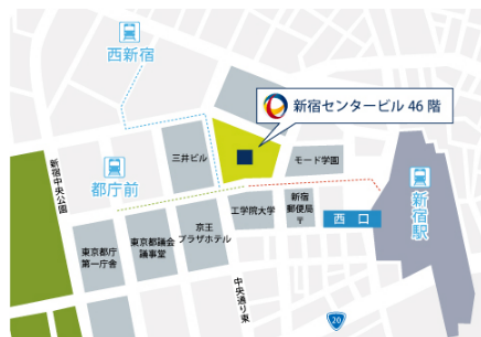 西新宿
新宿センタービル 46 階
三井ビル
モード学園
新宿中央公園
都庁前
新宿駅
工学院大学
新宿
郵便局
〒
西口
京王
プラザホテル
東京都議会
議事堂
東京都庁
第一庁舎
中央通り東
20